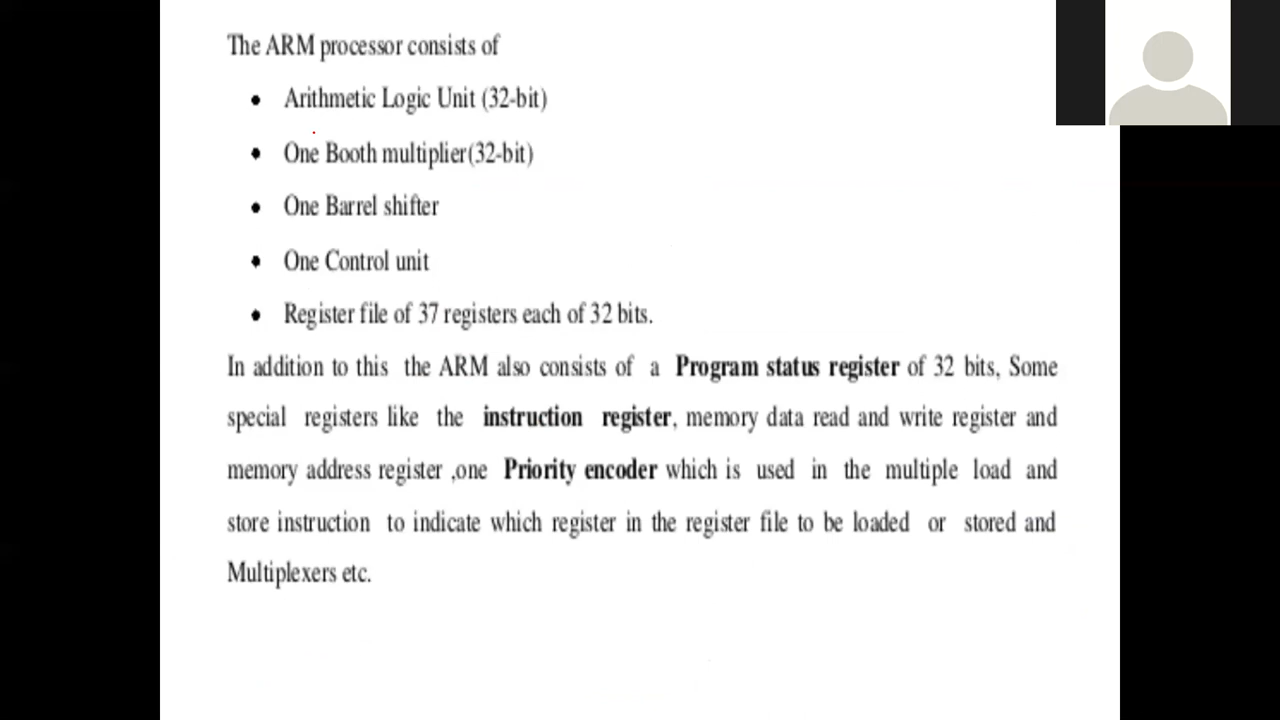 The ARM processor consists of
• Arithmetic Logic Unit (32-bit)
• One Booth multiplier(32-bit)
• One Barrel shifter
• One Control unit
• Register file of 37 registers each of 32 bits.
In addition to this the ARM also consists of a Program status register of 32 bits, Some
special registers like the instruction register, memory data read and write register and
memory address register ,one Priority encoder which is used in the multiple load and
store instruction to indicate which register in the register file to be loaded or stored and
Multiplexers etc.